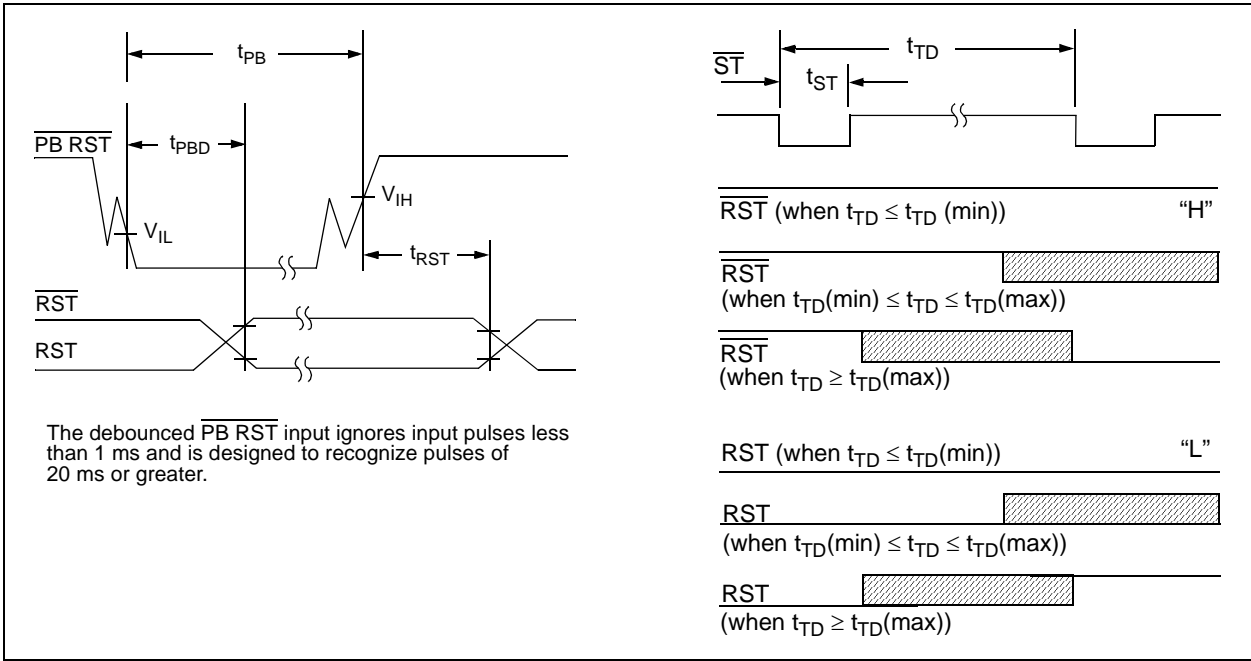 tPB
PB RST
tPBD
VIL
VIH
tRST
RST
RST
The debounced PB RST input ignores input pulses less
than 1 ms and is designed to recognize pulses of
20 ms or greater.
tTD
ST
tST
RST (when tTD ≤ tTD (min)) “H”
RST
(when tTD(min) ≤ tTD ≤ tTD(max))
RST
(when tTD ≥ tTD(max))
RST (when tTD ≤ tTD(min)) “L”
RST
(when tTD(min) ≤ tTD ≤ tTD(max))
RST
(when tTD ≥ tTD(max))